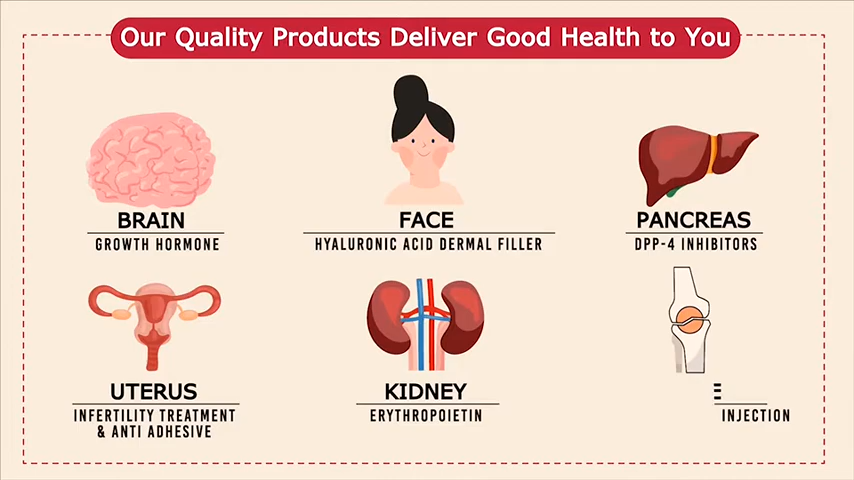 Our Quality Products Deliver Good Health to You
BRAIN
GROWTH HORMONE
FACE
HYALURONIC ACID DERMAL FILLER
PANCREAS
DPP-4 INHIBITORS
UTERUS
INFERTILITY TREATMENT
& ANTI ADHESIVE
KIDNEY
ERYTHROPOIETIN
INJECTION